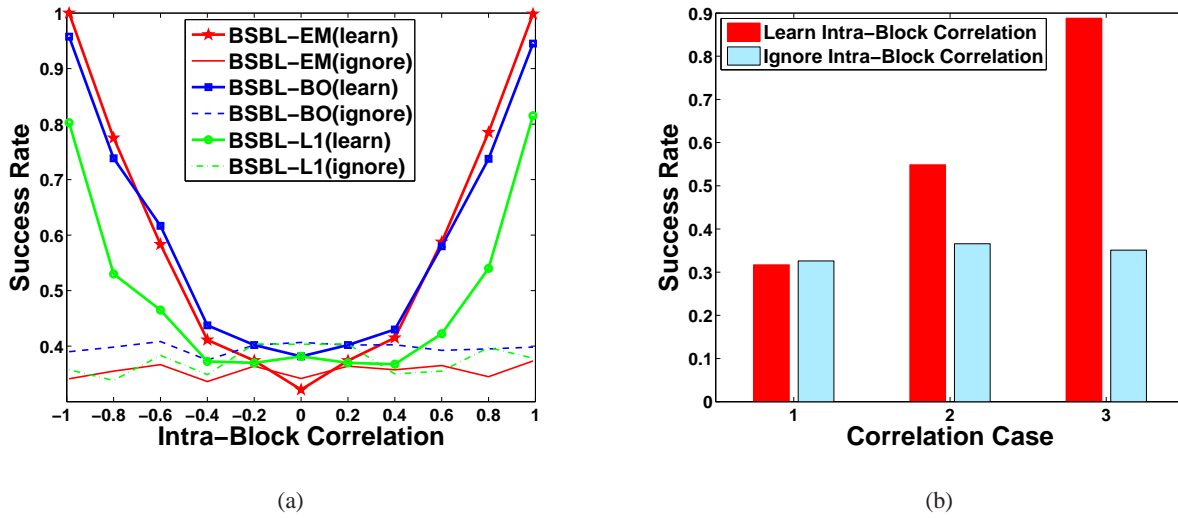 BSBL−EM(learn)
BSBL−EM(ignore)
BSBL−BO(learn)
BSBL−BO(ignore)
BSBL−L1(learn)
BSBL−L1(ignore)
1
0.9
0.8
0.7
0.6
0.5
0.4
Success Rate
−1 −0.8 −0.6 −0.4 −0.2 0 0.2 0.4 0.6 0.8 1
Intra−Block Correlation
(a)
Learn Intra−Block Correlation
Ignore Intra−Block Correlation
0.9
0.8
0.7
0.6
0.5
0.4
0.3
0.2
0.1
0
Success Rate
1 2 3
Correlation Case
(b)